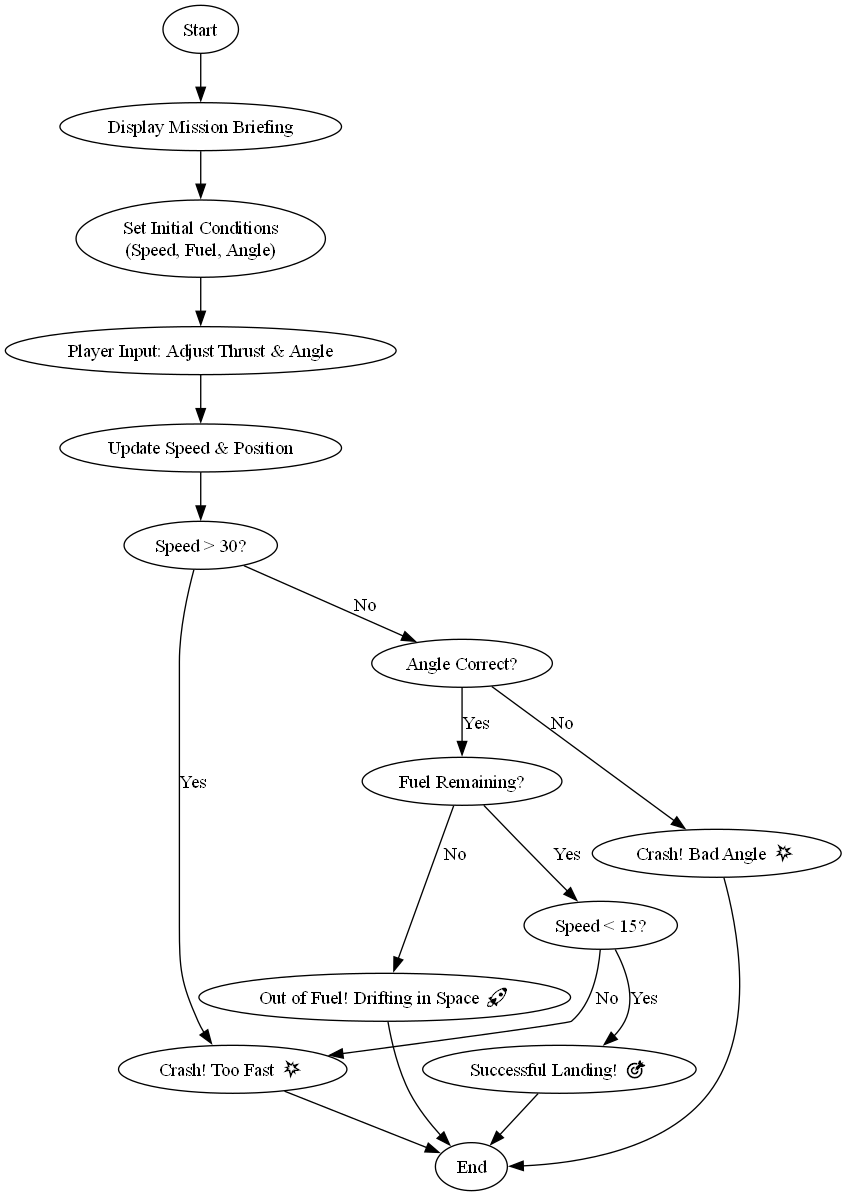 Start
Display Mission Briefing
Set Initial Conditions
(Speed, Fuel, Angle)
Player Input: Adjust Thrust & Angle
Update Speed & Position
Speed > 30?
No
Angle Correct?
Yes
No
Yes
Fuel Remaining?
No
Yes
Crash! Bad Angle 💥
Speed < 15?
Out of Fuel! Drifting in Space 🚀
No
Yes
Crash! Too Fast 💥
Successful Landing! 🎯
End